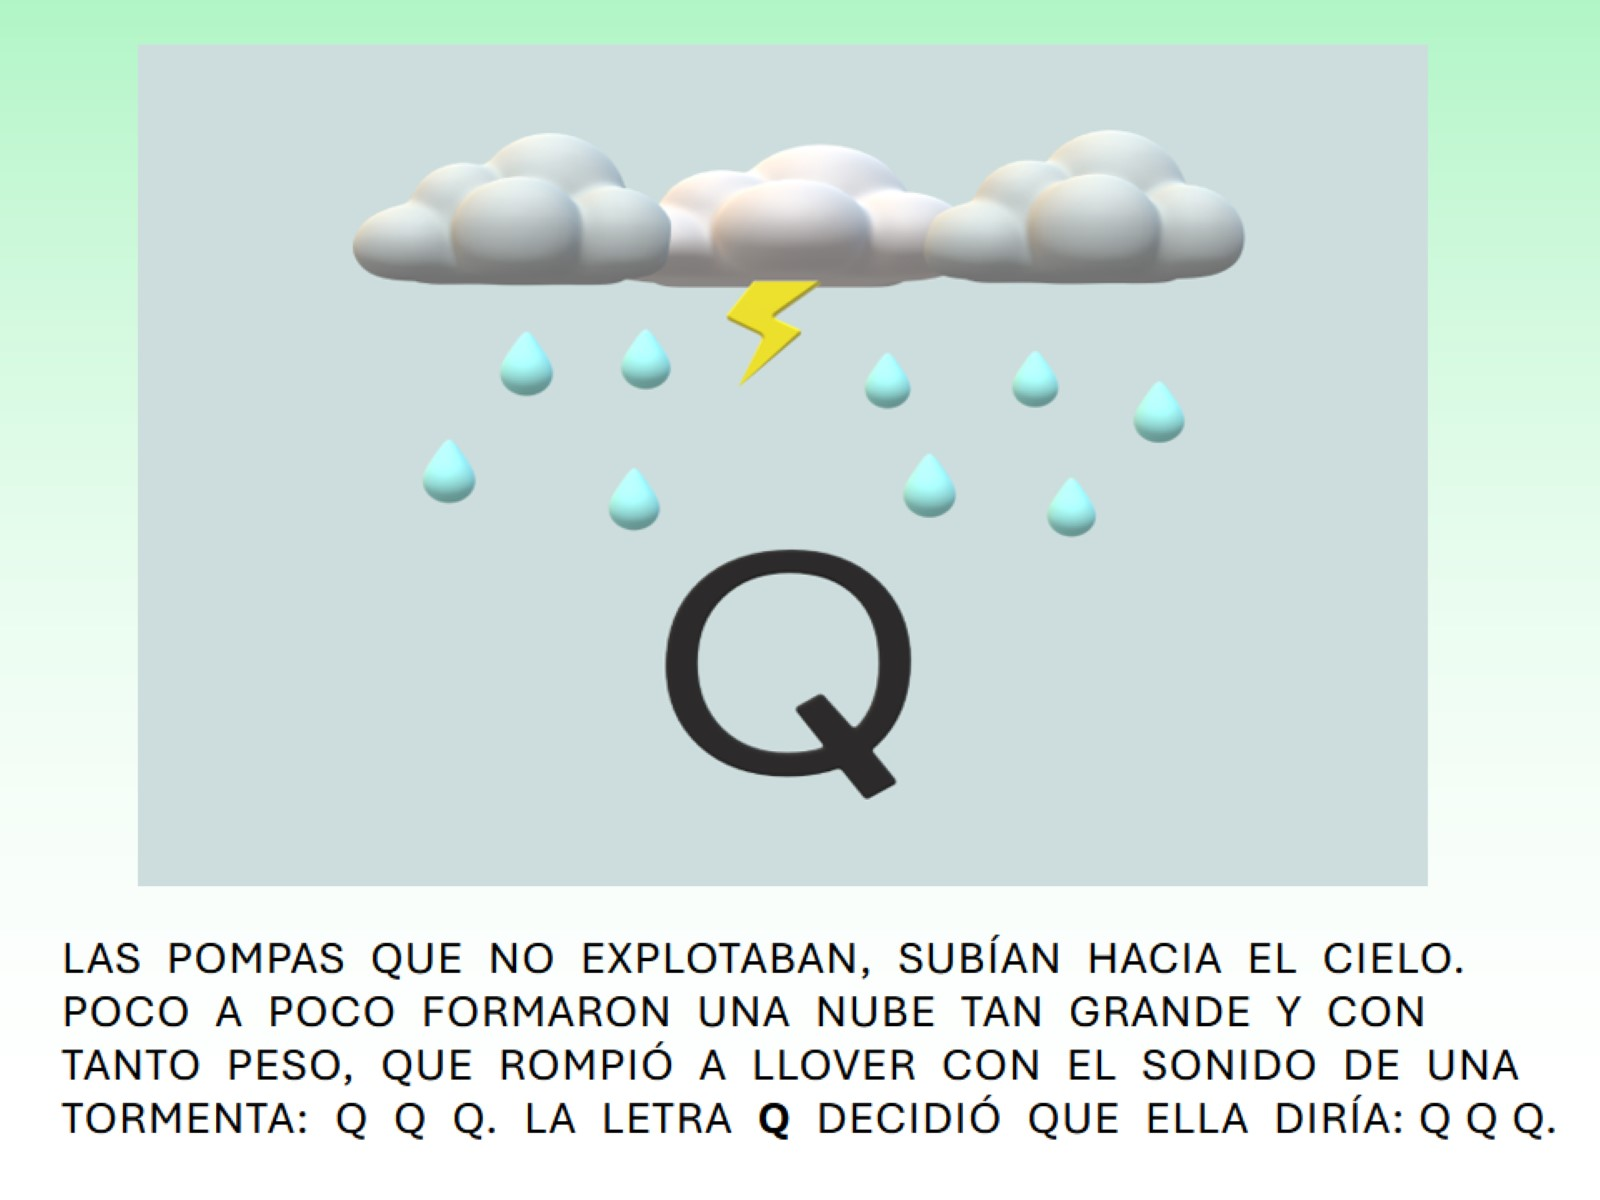 Q
LAS POMPAS QUE NO EXPLOTABAN, SUBÍAN HACIA EL CIELO.
POCO A POCO FORMARON UNA NUBE TAN GRANDE Y CON
TANTO PESO, QUE ROMPIÓ A LLOVER CON EL SONIDO DE UNA
TORMENTA: Q Q Q. LA LETRA Q DECIDIÓ QUE ELLA DIRÍA: Q Q Q.